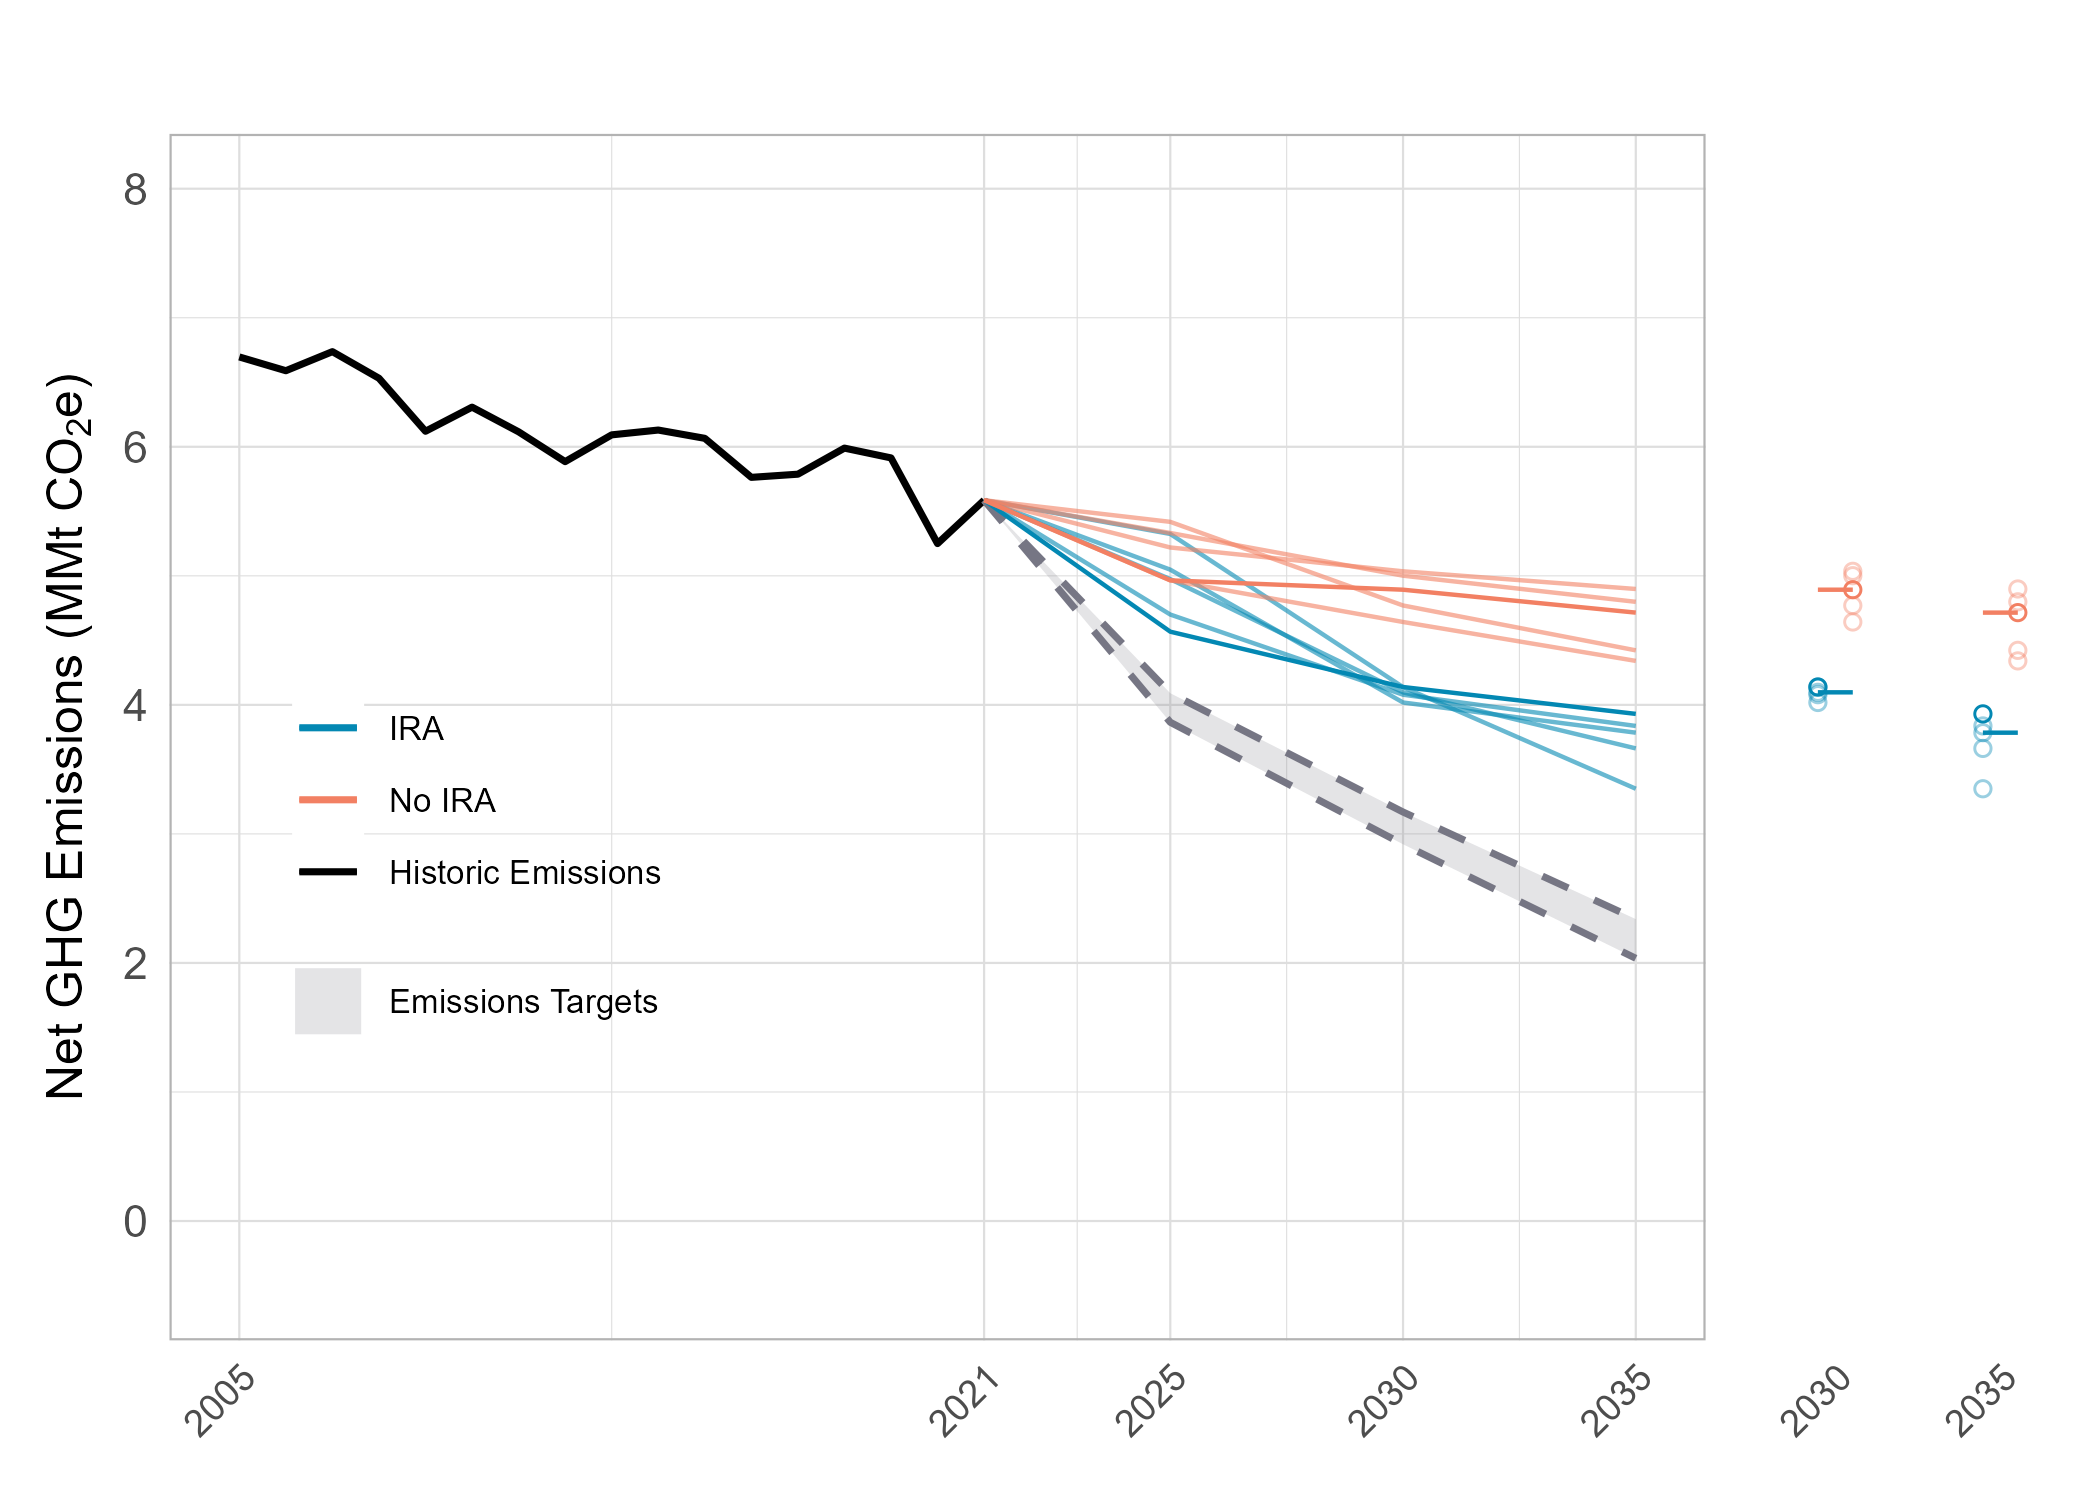 Net GHG Emissions (MMt CO₂e)
8
6
4
2
0
IRA
No IRA
Historic Emissions
Emissions Targets
2005
2021
2025
2030
2035
2030
2035